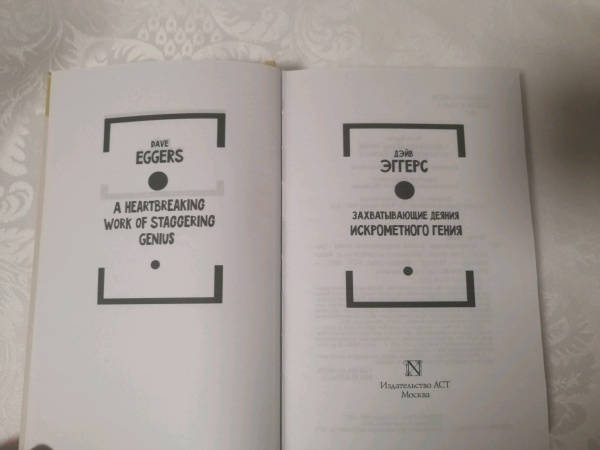 DAVE
EGGERS
A HEARTBREAKING
WORK OF STAGGERING
GENIUS
ДЭЙВ
ЭГГЕРС
ЗАХВАТЫВАЮЩИЕ ДЕЯНИЯ
ИСКРОМЕТНОГО ГЕНИЯ
N
Издательство АСТ
Москва